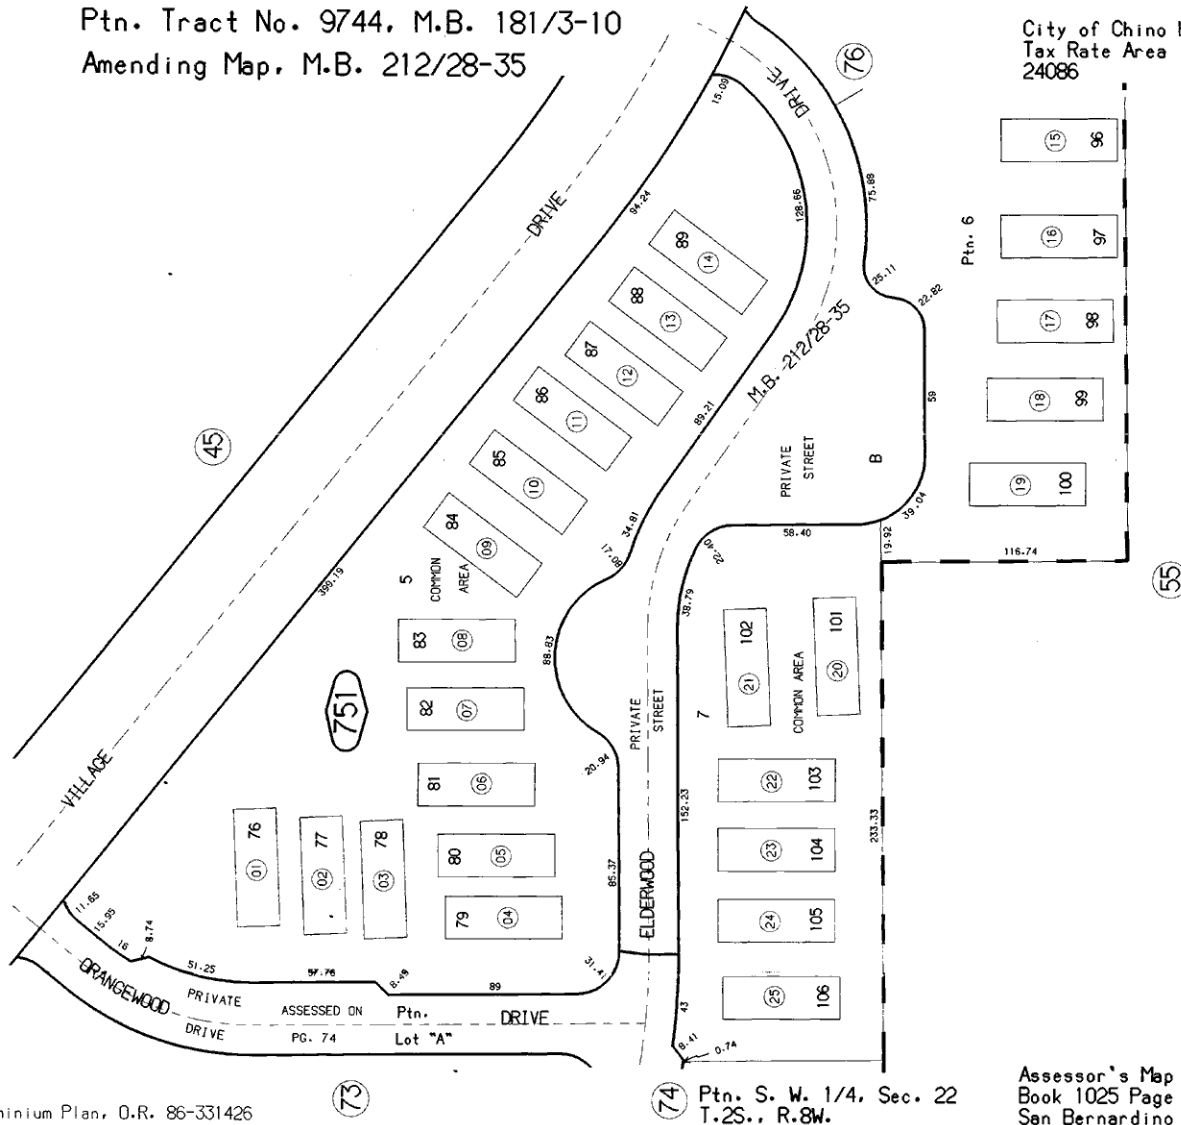 Ptn. Tract No. 9744, M.B. 181/3-10
Amending Map, M.B. 212/28-35
City of Chino
Tax Rate Area
24086
76
DRIVE
15.09
15
96
75.88
94.24
128.66
DRIVE
Ptn. 6
16
97
89
14
25.11
22.82
88
13
M.B. 212/28-35
17
98
87
12
86
11
18
99
59
89.21
45
85
10
PRIVATE
STREET
B
19
100
84
09
34.81
39.04
58.40
19.92
116.74
22.40
399.19
5
COMMON
AREA
55
38.79
83
08
88.83
102
21
101
20
COMMON AREA
7
751
82
07
PRIVATE
STREET
20.94
81
06
22
103
VILLAGE
152.23
233.33
76
01
77
02
78
03
80
05
85.37
23
104
ELDERWOOD
79
04
24
105
11.65
15.95
16
8.74
51.25
97.76
8.49
89
31.41
25
106
43
ORANGEWOOD
DRIVE
PRIVATE
DRIVE
ASSESSED ON
PG. 74
Ptn.
Lot "A"
8.41
0.74
73
74
Ptn. S. W. 1/4, Sec. 22
T.2S., R.8W.
Assessor's Map
Book 1025 Page
San Bernardino
minium Plan, O.R. 86-331426